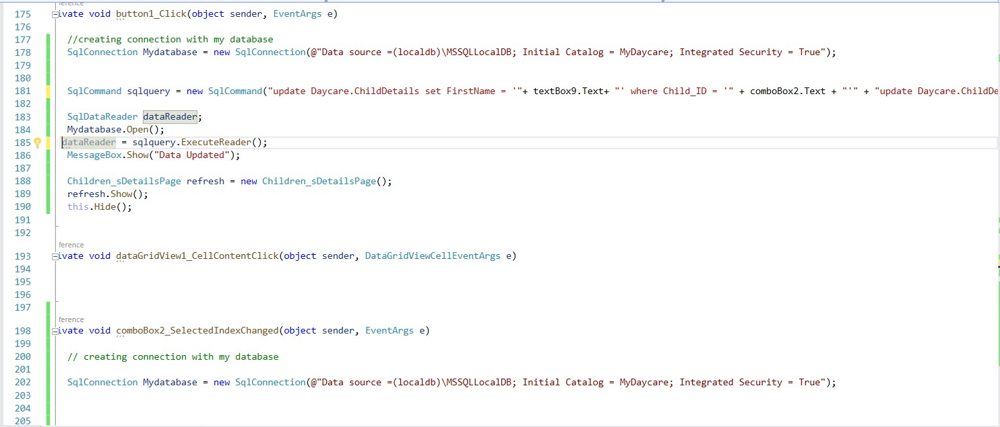 ference
175 ivate void button1_Click(object sender, EventArgs e)
176
177 //creating connection with my database
178 SqlConnection Mydatabase = new SqlConnection(@"Data source =(localdb)\MSSQLLocalDB; Initial Catalog = MyDaycare; Integrated Security = True");
179
180
181 SqlCommand sqlquery = new SqlCommand("update Daycare.ChildDetails set FirstName = '"+ textBox9.Text+ "' where Child_ID = '" + comboBox2.Text + "'" + "update Daycare.ChildDe
182
183 SqlDataReader dataReader;
184 Mydatabase.Open();
185 dataReader = sqlquery.ExecuteReader();
186 MessageBox.Show("Data Updated");
187
188 Children_sDetailsPage refresh = new Children_sDetailsPage();
189 refresh.Show();
190 this.Hide();
191
192
ference
193 ivate void dataGridView1_CellContentClick(object sender, DataGridViewCellEventArgs e)
194
195
196
197
ference
198 ivate void comboBox2_SelectedIndexChanged(object sender, EventArgs e)
199
200 // creating connection with my database
201
202 SqlConnection Mydatabase = new SqlConnection(@"Data source =(localdb)\MSSQLLocalDB; Initial Catalog = MyDaycare; Integrated Security = True");
203
204
205